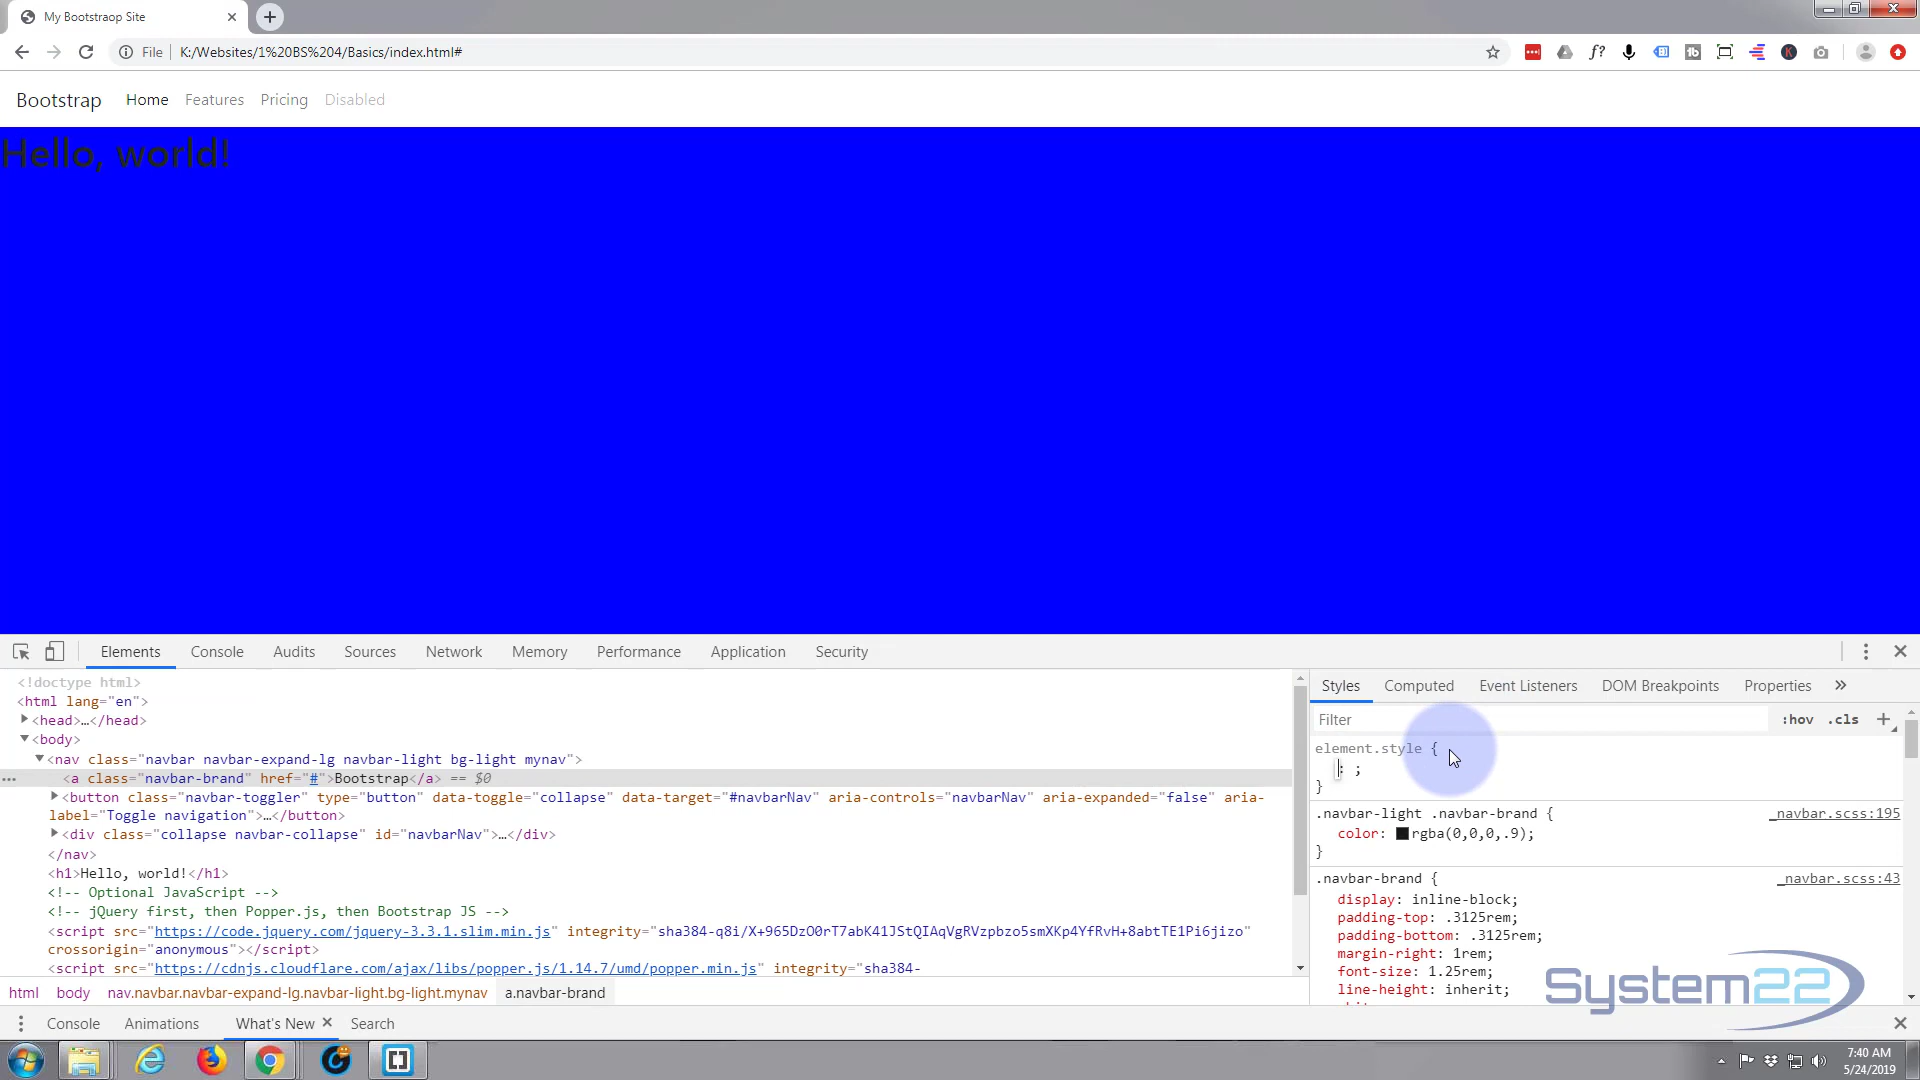 My Bootstraop Site
File K:/Websites/1%20BS%204/Basics/index.html#
Bootstrap Home Features Pricing Disabled
Hello, world!
Elements Console Audits Sources Network Memory Performance Application Security
<!doctype html>
<html lang="en">
<head>…</head>
<body>
<nav class="navbar navbar-expand-lg navbar-light bg-light mynav">
<a class="navbar-brand" href="#">Bootstrap</a> == $0
<button class="navbar-toggler" type="button" data-toggle="collapse" data-target="#navbarNav" aria-controls="navbarNav" aria-expanded="false" aria-
label="Toggle navigation">…</button>
<div class="collapse navbar-collapse" id="navbarNav">…</div>
</nav>
<h1>Hello, world!</h1>
<!-- Optional JavaScript -->
<!-- jQuery first, then Popper.js, then Bootstrap JS -->
<script src="https://code.jquery.com/jquery-3.3.1.slim.min.js" integrity="sha384-q8i/X+965DzO0rT7abK41JStQIAqVgRVzpbzo5smXKp4YfRvH+8abtTE1Pi6jizo"
crossorigin="anonymous"></script>
<script src="https://cdnjs.cloudflare.com/ajax/libs/popper.js/1.14.7/umd/popper.min.js" integrity="sha384-
html body nav.navbar.navbar-expand-lg.navbar-light.bg-light.mynav a.navbar-brand
Styles Computed Event Listeners DOM Breakpoints Properties »
Filter :hov .cls +
element.style {
: ;
}
.navbar-light .navbar-brand { _navbar.scss:195
color: rgba(0,0,0,.9);
}
.navbar-brand { _navbar.scss:43
display: inline-block;
padding-top: .3125rem;
padding-bottom: .3125rem;
margin-right: 1rem;
font-size: 1.25rem;
line-height: inherit;
System22
Console Animations What's New Search
7:40 AM
5/24/2019